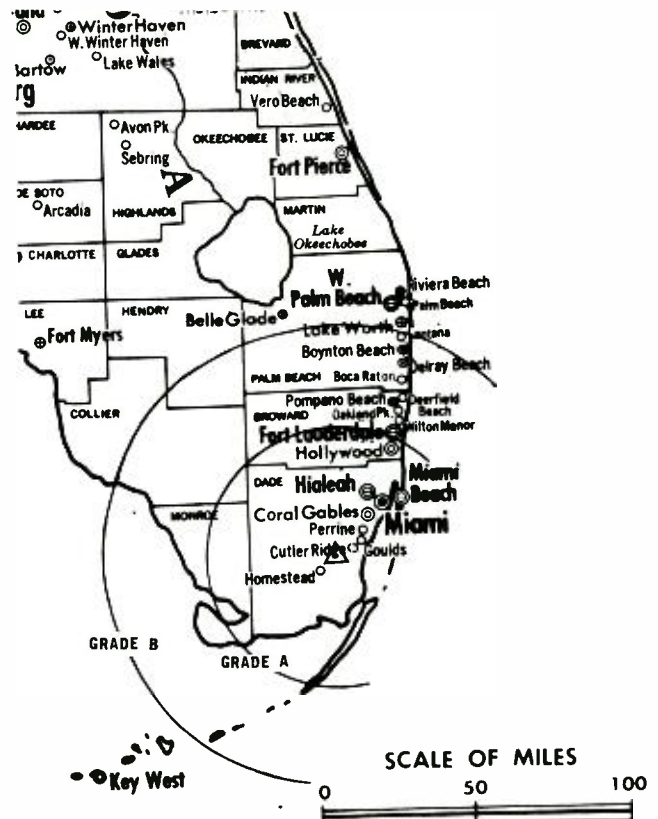 Winter Haven
W. Winter Haven
Lake Wales
Bartow
rg
BREVARD
INDIAN RIVER
Vero Beach
HARDEE
Avon Pk.
Sebring
OKEECHOBEE
ST. LUCIE
Fort Pierce
A
DE SOTO
Arcadia
HIGHLANDS
MARTIN
Lake
Okeechobee
CHARLOTTE
GLADES
W.
Palm Beach
Riviera Beach
Palm Beach
LEE
HENDRY
Belle Glade
Lake Worth
Lantana
Fort Myers
Boynton Beach
Delray Beach
PALM BEACH
Boca Raton
Pompano Beach
Deerfield
Beach
COLLIER
BROWARD
Oakland Pk.
Wilton Manor
Fort Lauderdale
Hollywood
DADE
Hialeah
Miami
Beach
MONROE
Coral Gables
Miami
Perrine
Cutler Ridge
Goulds
Homestead
GRADE B
GRADE A
Key West
SCALE OF MILES
0 50 100